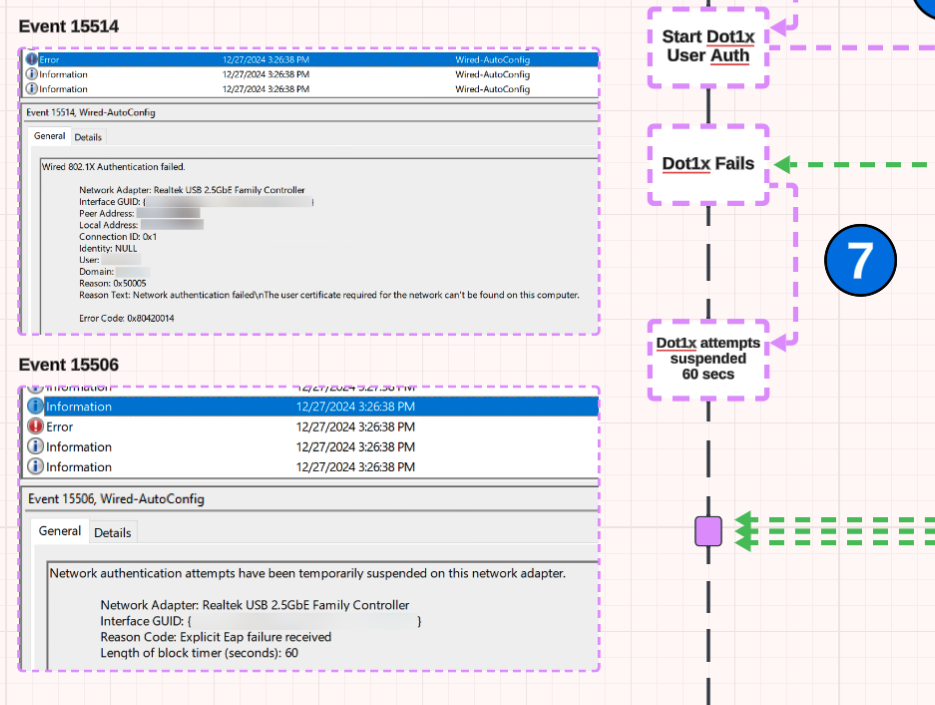 Event 15514
Error 12/27/2024 3:26:38 PM Wired-AutoConfig
Information 12/27/2024 3:26:38 PM Wired-AutoConfig
Information 12/27/2024 3:26:38 PM Wired-AutoConfig
Event 15514, Wired-AutoConfig
General Details
Wired 802.1X Authentication failed.
Network Adapter: Realtek USB 2.5GbE Family Controller
Interface GUID: { }
Peer Address:
Local Address:
Connection ID: 0x1
Identity: NULL
User:
Domain:
Reason: 0x50005
Reason Text: Network authentication failed\nThe user certificate required for the network can't be found on this computer.
Error Code: 0x80420014
Event 15506
Information 12/27/2024 3:27:38 PM
Information 12/27/2024 3:26:38 PM
Error 12/27/2024 3:26:38 PM
Information 12/27/2024 3:26:38 PM
Information 12/27/2024 3:26:38 PM
Event 15506, Wired-AutoConfig
General Details
Network authentication attempts have been temporarily suspended on this network adapter.
Network Adapter: Realtek USB 2.5GbE Family Controller
Interface GUID: { }
Reason Code: Explicit Eap failure received
Length of block timer (seconds): 60
Start Dot1x
User Auth
Dot1x Fails
7
Dot1x attempts
suspended
60 secs